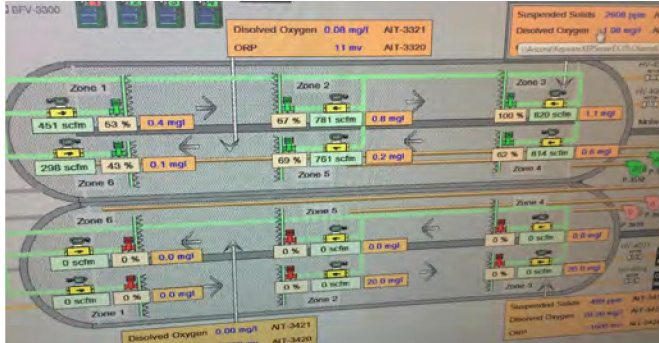 BFV-3300
Disolved Oxygen 0.08 mg/l AIT-3321
ORP 11 mv AIT-3320
Suspended Solids 2608 ppm
Disolved Oxygen
Zone 1
Zone 2
Zone 3
451 scfm 53 % 0.4 mgl
67 % 781 scfm 0.8 mgl
100 % 820 scfm 1.1 mgl
298 scfm 43 % 0.1 mgl
69 % 761 scfm 0.2 mgl
62 % 814 scfm 0.6 mgl
Zone 6
Zone 5
Zone 4
Zone 6
Zone 5
Zone 4
0 scfm 0 % 0.0 mgl
0 % 0 scfm 0.0 mgl
0 % 0 scfm 0.0 mgl
0 scfm 0 % 0.0 mgl
0 % 0 scfm 20.0 mgl
0 % 0 scfm
Zone 1
Zone 2
Zone 3
Disolved Oxygen 0.00 mg/l AIT-3421
AIT-3420
Suspended Solids ppm
Disolved Oxygen
ORP